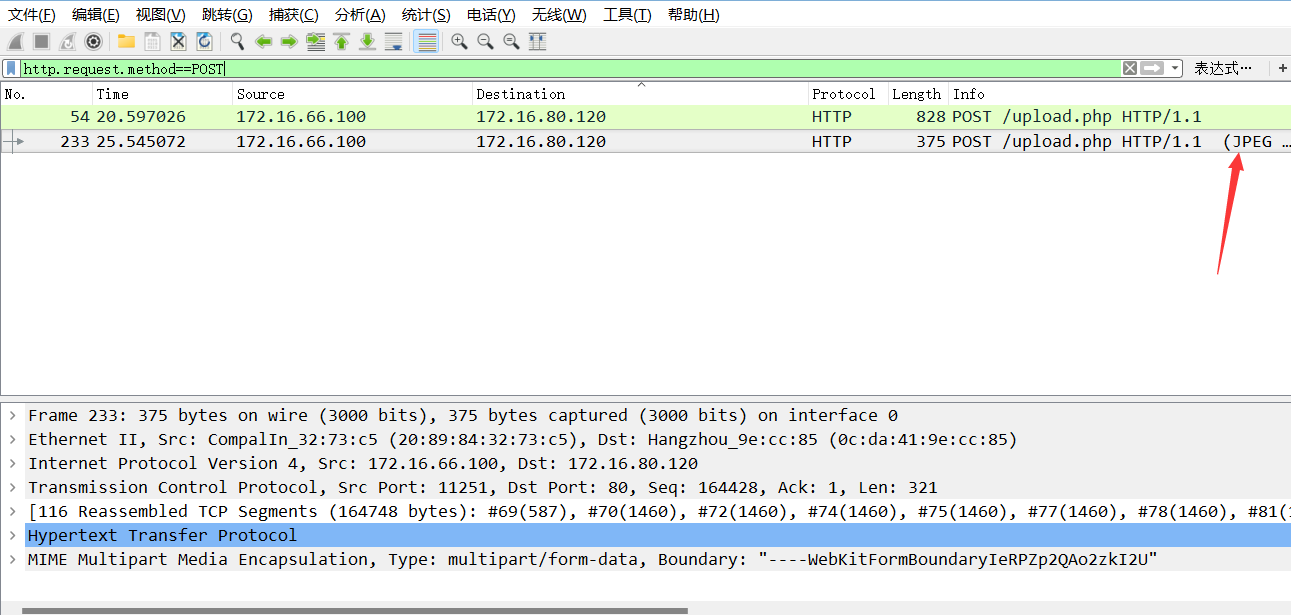 文件(F) 编辑(E) 视图(V) 跳转(G) 捕获(C) 分析(A) 统计(S) 电话(Y) 无线(W) 工具(T) 帮助(H)
http.request.method==POST 表达式… +
No. Time Source Destination Protocol Length Info
54 20.597026 172.16.66.100 172.16.80.120 HTTP 828 POST /upload.php HTTP/1.1
233 25.545072 172.16.66.100 172.16.80.120 HTTP 375 POST /upload.php HTTP/1.1 (JPEG …
Frame 233: 375 bytes on wire (3000 bits), 375 bytes captured (3000 bits) on interface 0
Ethernet II, Src: CompalIn_32:73:c5 (20:89:84:32:73:c5), Dst: Hangzhou_9e:cc:85 (0c:da:41:9e:cc:85)
Internet Protocol Version 4, Src: 172.16.66.100, Dst: 172.16.80.120
Transmission Control Protocol, Src Port: 11251, Dst Port: 80, Seq: 164428, Ack: 1, Len: 321
[116 Reassembled TCP Segments (164748 bytes): #69(587), #70(1460), #72(1460), #74(1460), #75(1460), #77(1460), #78(1460), #81(1
Hypertext Transfer Protocol
MIME Multipart Media Encapsulation, Type: multipart/form-data, Boundary: "----WebKitFormBoundaryIeRPZp2QAo2zkI2U"